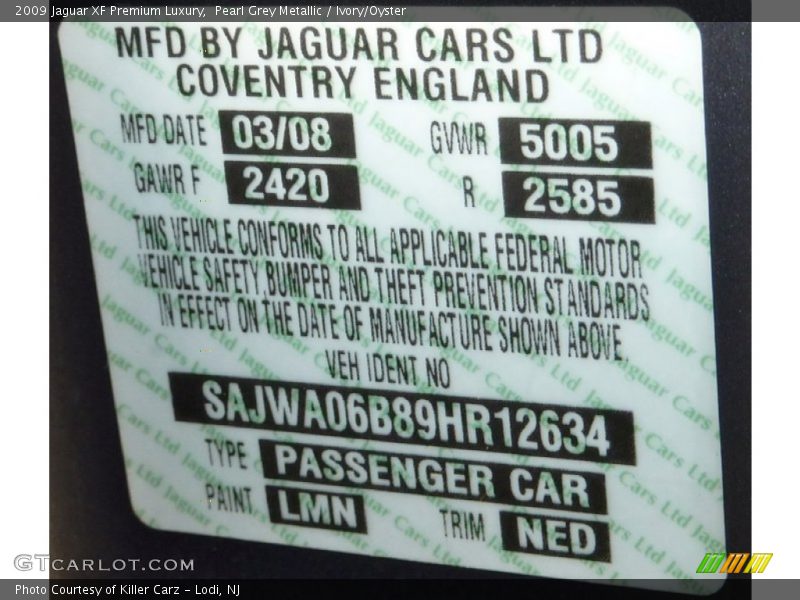 2009 Jaguar XF Premium Luxury,  Pearl Grey Metallic / Ivory/Oyster
MFD BY JAGUAR CARS LTD
COVENTRY ENGLAND
MFD DATE 03/08 GVWR 5005
GAWR F 2420 R 2585
THIS VEHICLE CONFORMS TO ALL APPLICABLE FEDERAL MOTOR
VEHICLE SAFETY, BUMPER AND THEFT PREVENTION STANDARDS
IN EFFECT ON THE DATE OF MANUFACTURE SHOWN ABOVE.
VEH IDENT NO
SAJWA06B89HR12634
TYPE PASSENGER CAR
PAINT LMN TRIM NED
GTCARLOT.COM
Photo Courtesy of Killer Carz - Lodi, NJ